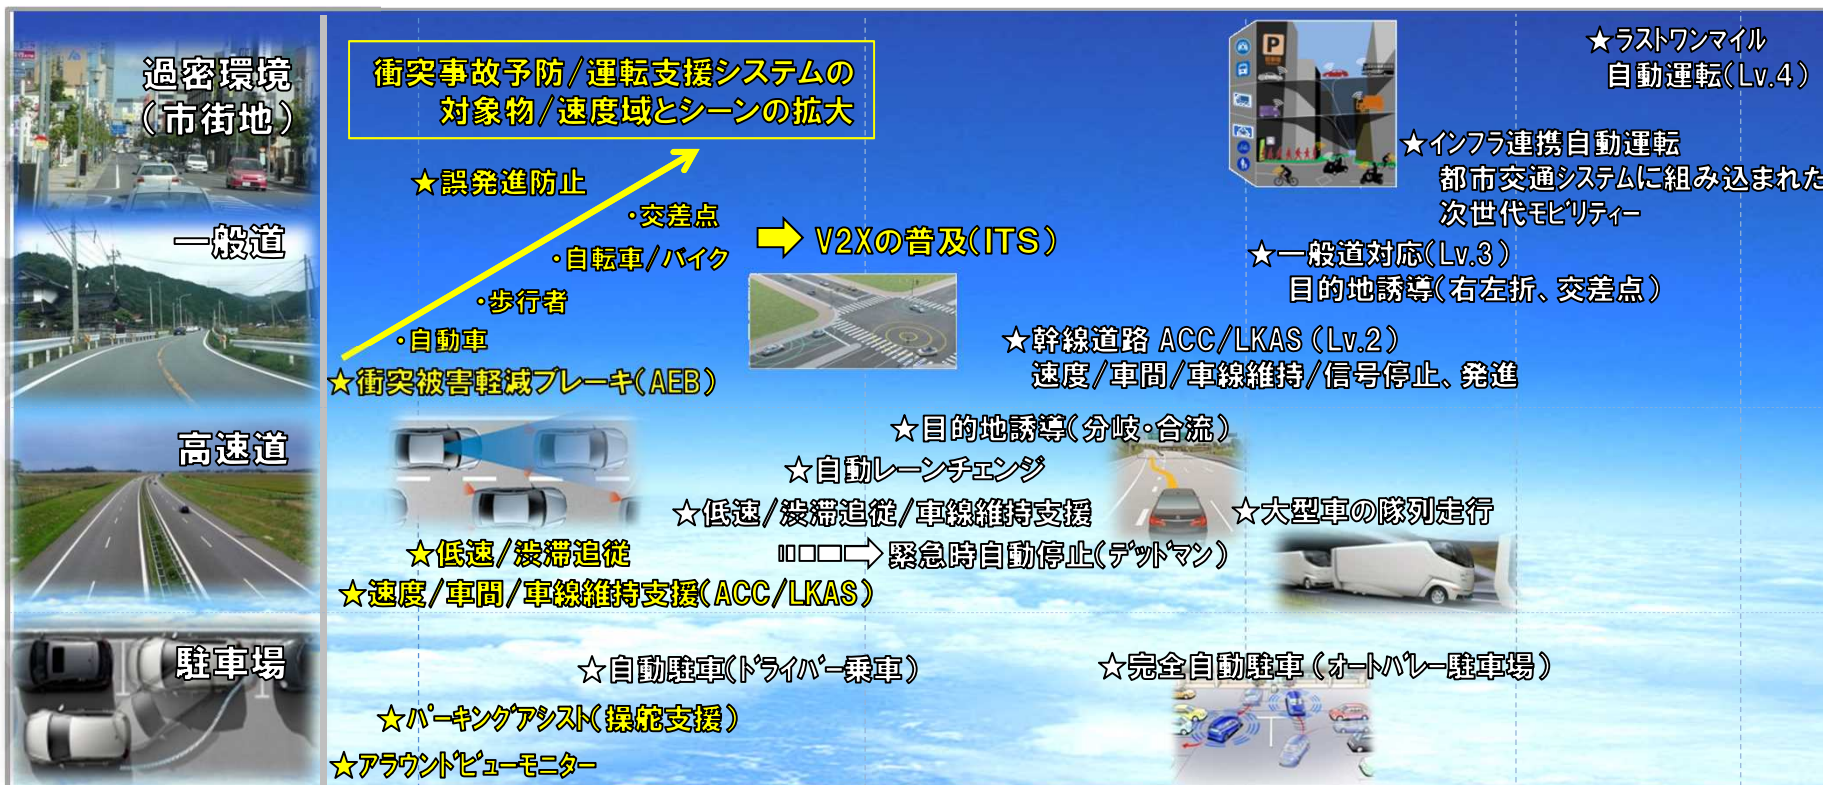 過密環境
(市街地)
衝突事故予防/運転支援システムの
対象物/速度域とシーンの拡大
★誤発進防止
・交差点
・自転車/バイク
・歩行者
・自動車
★衝突被害軽減ブレーキ(AEB)
V2Xの普及(ITS)
P
★ラストワンマイル
自動運転(Lv.4)
★インフラ連携自動運転
都市交通システムに組み込まれた
次世代モビリティー
一般道
★一般道対応(Lv.3)
目的地誘導(右左折、交差点)
★幹線道路 ACC/LKAS(Lv.2)
速度/車間/車線維持/信号停止、発進
高速道
★目的地誘導(分岐・合流)
★自動レーンチェンジ
★低速/渋滞追従/車線維持支援
緊急時自動停止(デッドマン)
★大型車の隊列走行
★低速/渋滞追従
★速度/車間/車線維持支援(ACC/LKAS)
駐車場
★自動駐車(ドライバー乗車)
★完全自動駐車(オートバレー駐車場)
★パーキングアシスト(操舵支援)
★アラウンドビューモニター